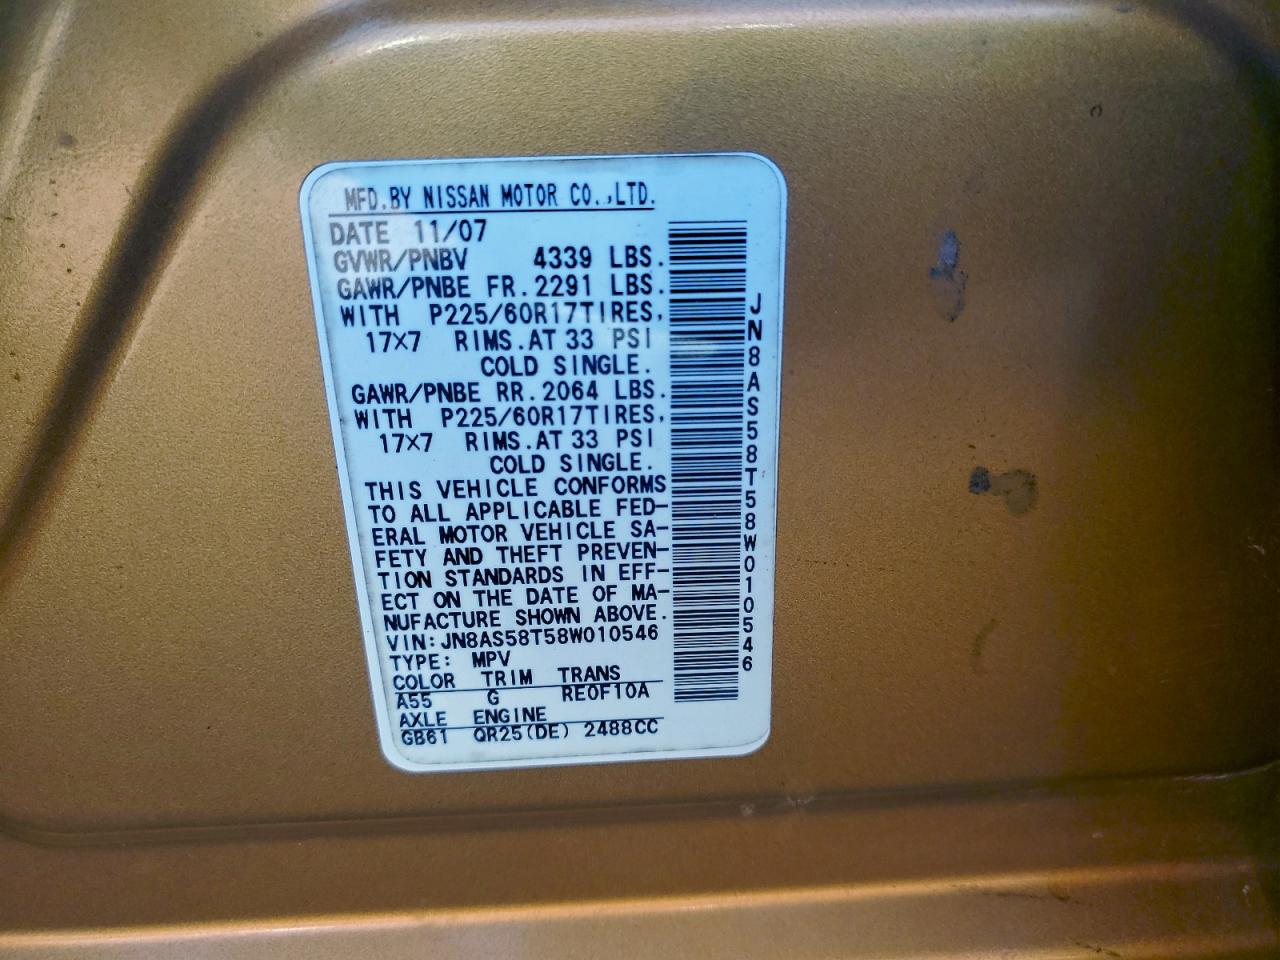 MFD.BY NISSAN MOTOR CO.,LTD.
DATE 11/07
GVWR/PNBV 4339 LBS.
GAWR/PNBE FR.2291 LBS.
WITH P225/60R17TIRES,
17×7 RIMS.AT 33 PSI
COLD SINGLE.
GAWR/PNBE RR.2064 LBS.
WITH P225/60R17TIRES,
17×7 RIMS.AT 33 PSI
COLD SINGLE.
THIS VEHICLE CONFORMS
TO ALL APPLICABLE FED-
ERAL MOTOR VEHICLE SA-
FETY AND THEFT PREVEN-
TION STANDARDS IN EFF-
ECT ON THE DATE OF MA-
NUFACTURE SHOWN ABOVE.
VIN:JN8AS58T58W010546
TYPE: MPV
COLOR TRIM TRANS
A55 G RE0F10A
AXLE ENGINE
GB61 QR25(DE) 2488CC
JN8AS58T58W010546